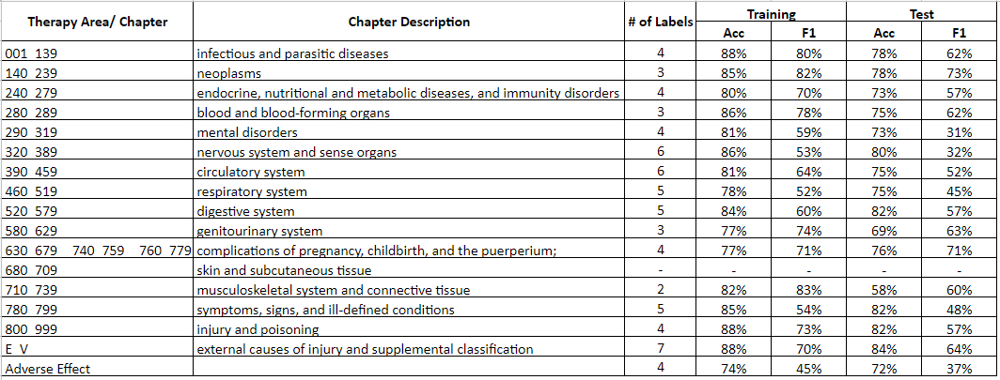 Therapy Area/ Chapter Chapter Description # of Labels Training Test
Acc F1 Acc F1
001 139 infectious and parasitic diseases 4 88% 80% 78% 62%
140 239 neoplasms 3 85% 82% 78% 73%
240 279 endocrine, nutritional and metabolic diseases, and immunity disorders 4 80% 70% 73% 57%
280 289 blood and blood-forming organs 3 86% 78% 75% 62%
290 319 mental disorders 4 81% 59% 73% 31%
320 389 nervous system and sense organs 6 86% 53% 80% 32%
390 459 circulatory system 6 81% 64% 75% 52%
460 519 respiratory system 5 78% 52% 75% 45%
520 579 digestive system 5 84% 60% 82% 57%
580 629 genitourinary system 3 77% 74% 69% 63%
630 679 740 759 760 779 complications of pregnancy, childbirth, and the puerperium; 4 77% 71% 76% 71%
680 709 skin and subcutaneous tissue - - - - -
710 739 musculoskeletal system and connective tissue 2 82% 83% 58% 60%
780 799 symptoms, signs, and ill-defined conditions 5 85% 54% 82% 48%
800 999 injury and poisoning 4 88% 73% 82% 57%
E V external causes of injury and supplemental classification 7 88% 70% 84% 64%
Adverse Effect 4 74% 45% 72% 37%